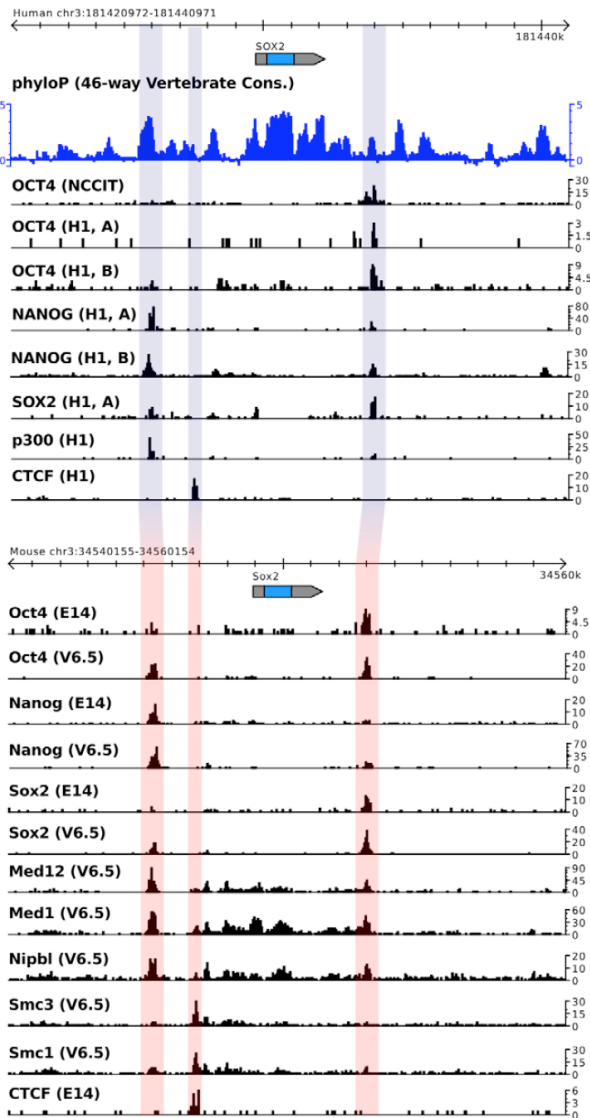 Human chr3:181420972-181440971
181440k
SOX2
phyloP (46-way Vertebrate Cons.)
5 5
0 0
OCT4 (NCCIT) 30
15
0
OCT4 (H1, A) 3
1.5
0
OCT4 (H1, B) 9
4.5
0
NANOG (H1, A) 80
40
0
NANOG (H1, B) 30
15
0
SOX2 (H1, A) 20
10
0
p300 (H1) 50
25
0
CTCF (H1) 20
10
0
Mouse chr3:34540155-34560154
34560k
Sox2
Oct4 (E14) 9
4.5
0
Oct4 (V6.5) 40
20
0
Nanog (E14) 20
10
0
Nanog (V6.5) 70
35
0
Sox2 (E14) 20
10
0
Sox2 (V6.5) 40
20
0
Med12 (V6.5) 90
45
0
Med1 (V6.5) 60
30
0
Nipbl (V6.5) 20
10
0
Smc3 (V6.5) 30
15
0
Smc1 (V6.5) 30
15
0
CTCF (E14) 6
3
0